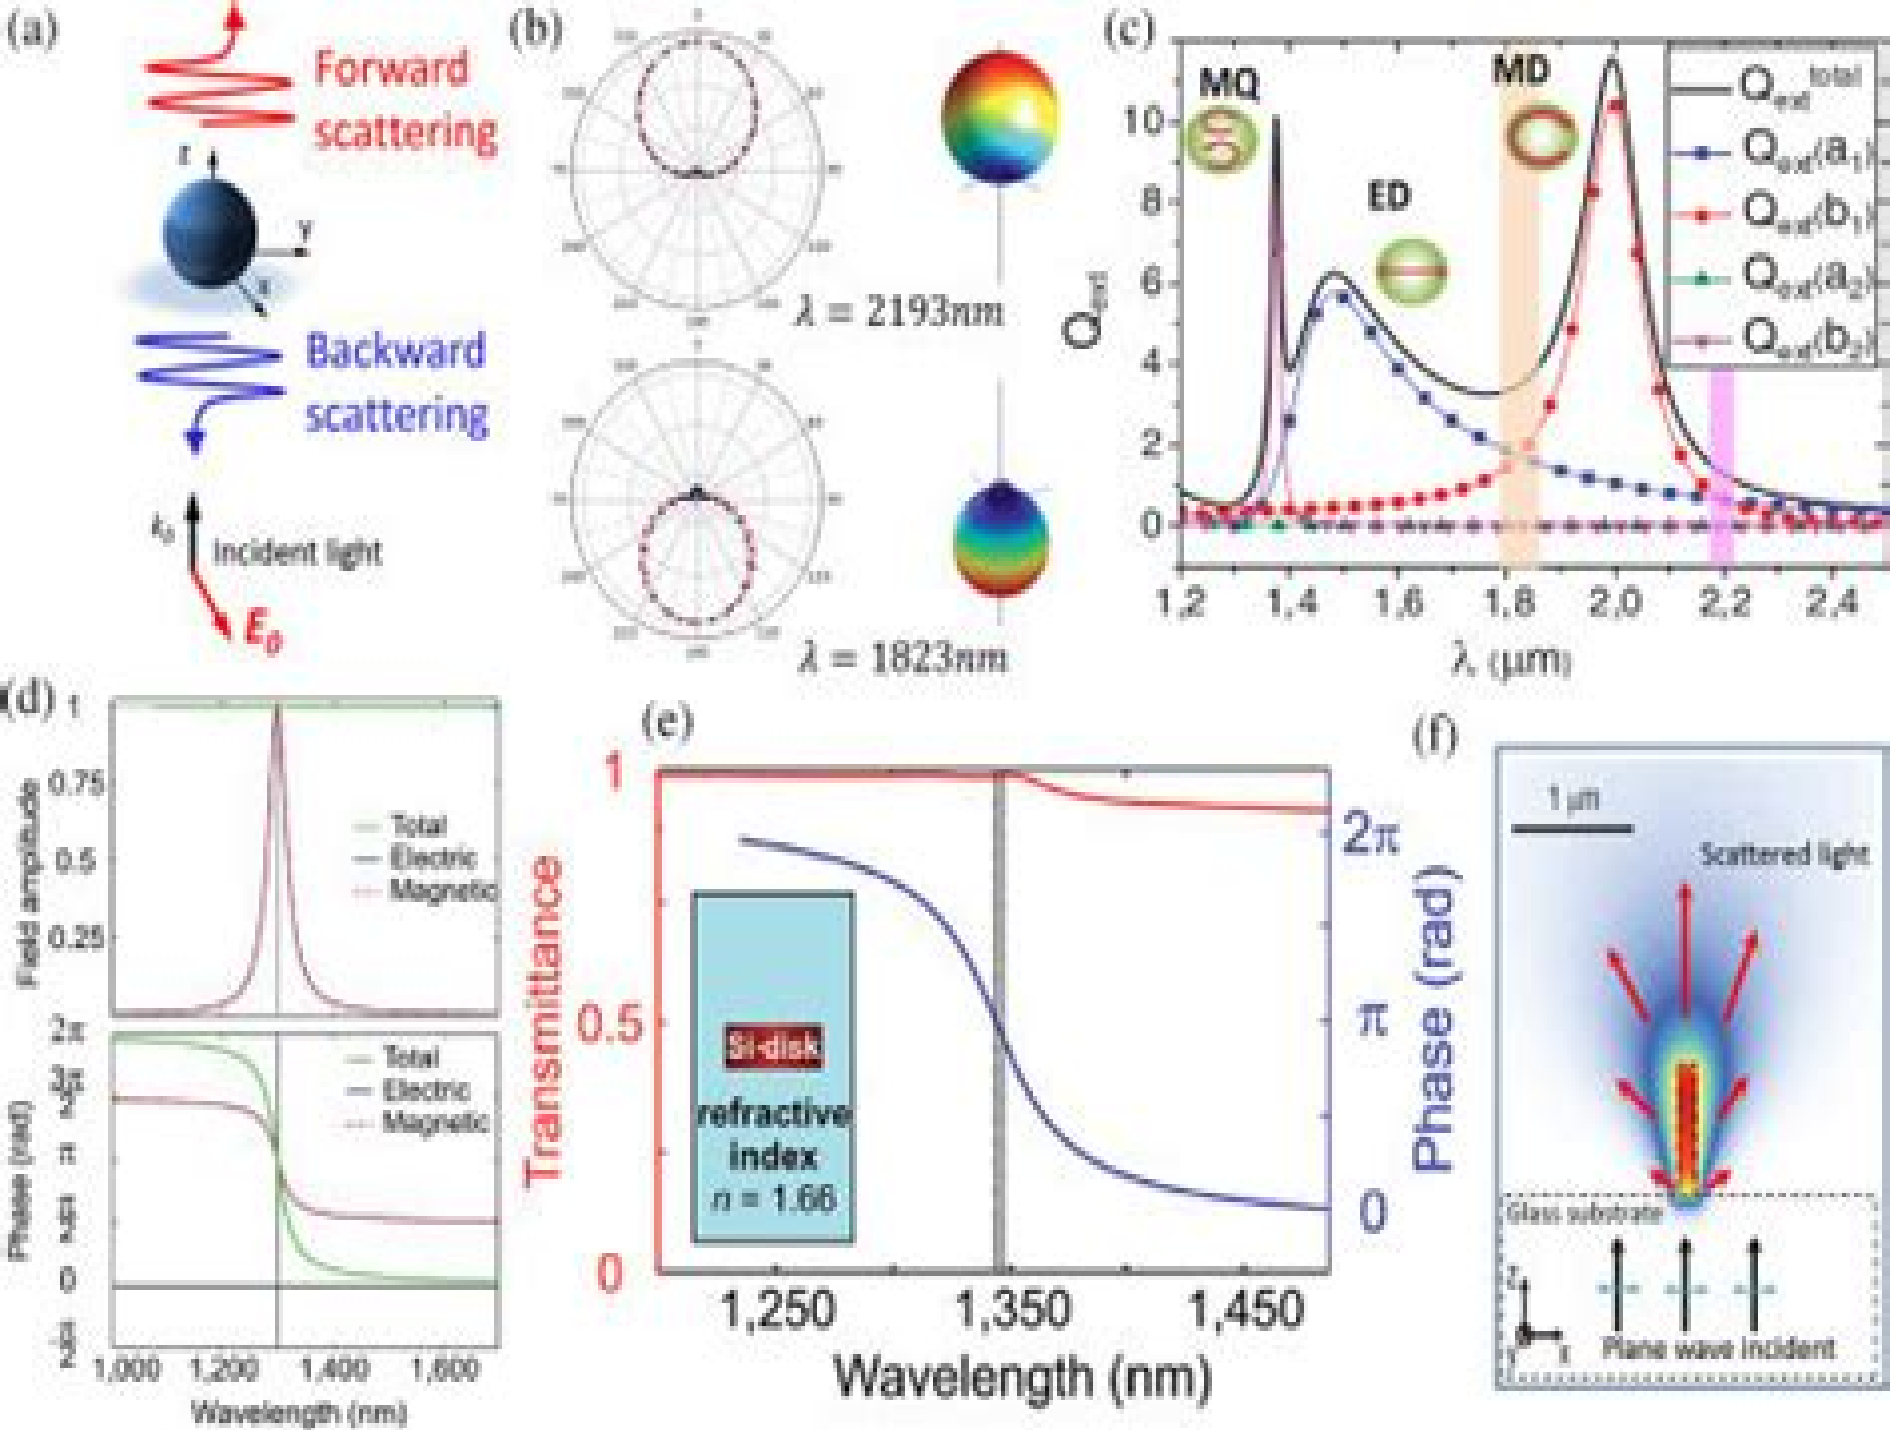 (a)
Forward
scattering
z
Y
x
Backward
scattering
k₀
Incident light
E₀
(b)
λ = 2193nm
λ = 1823nm
(c)
MQ
ED
MD
Q_ext^total
Q_ext(a₁)
Q_ext(b₁)
Q_ext(a₂)
Q_ext(b₂)
Q_ext
10
8
6
4
2
0
1,2 1,4 1,6 1,8 2,0 2,2 2,4
λ (μm)
(d)
1
0.75
0.5
0.25
Field amplitude
Total
Electric
Magnetic
2π
π
0
Phase (rad)
Total
Electric
Magnetic
1,000 1,200 1,400 1,600
Wavelength (nm)
(e)
1
0.5
0
Transmittance
2π
π
0
Phase (rad)
Si-disk
refractive
index
n = 1.66
1,250 1,350 1,450
Wavelength (nm)
(f)
1 μm
Scattered light
Glass substrate
Z
Y
X
Plane wave incident